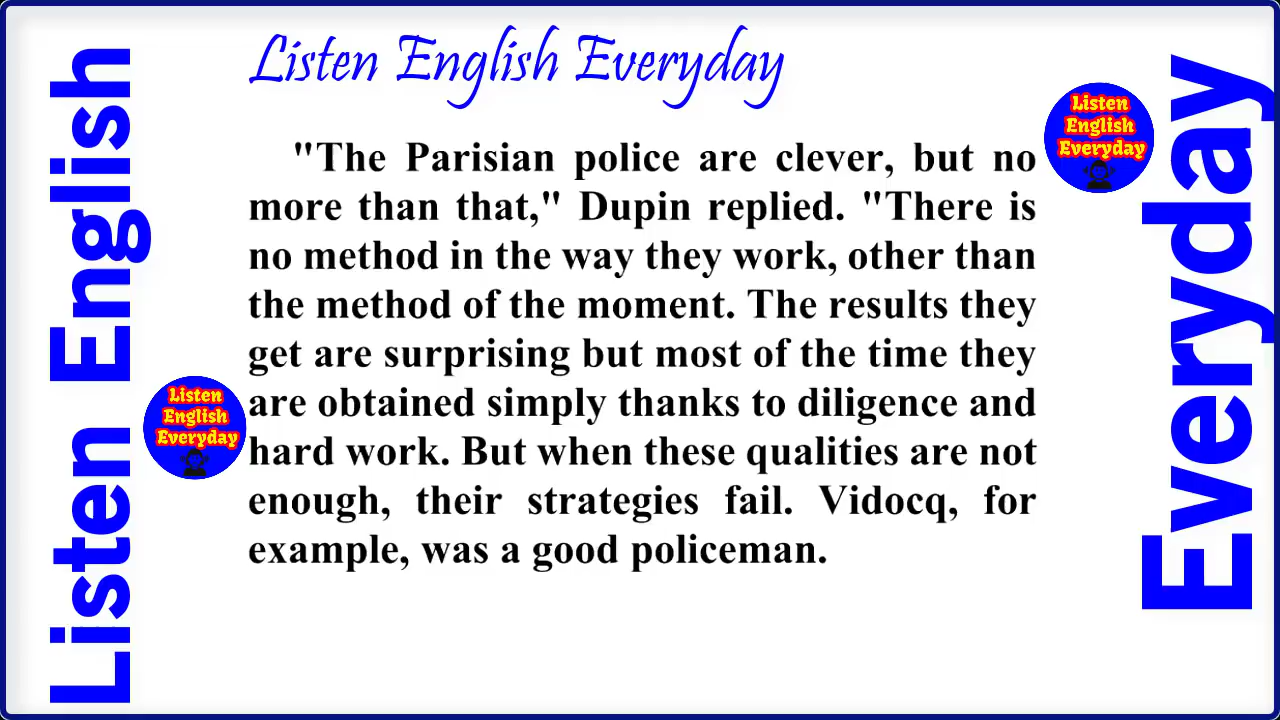 Listen English Everyday
"The Parisian police are clever, but no
more than that," Dupin replied. "There is
no method in the way they work, other than
the method of the moment. The results they
get are surprising but most of the time they
are obtained simply thanks to diligence and
hard work. But when these qualities are not
enough, their strategies fail. Vidocq, for
example, was a good policeman.
Listen English
Everyday
Listen
English
Everyday
Listen
English
Everyday